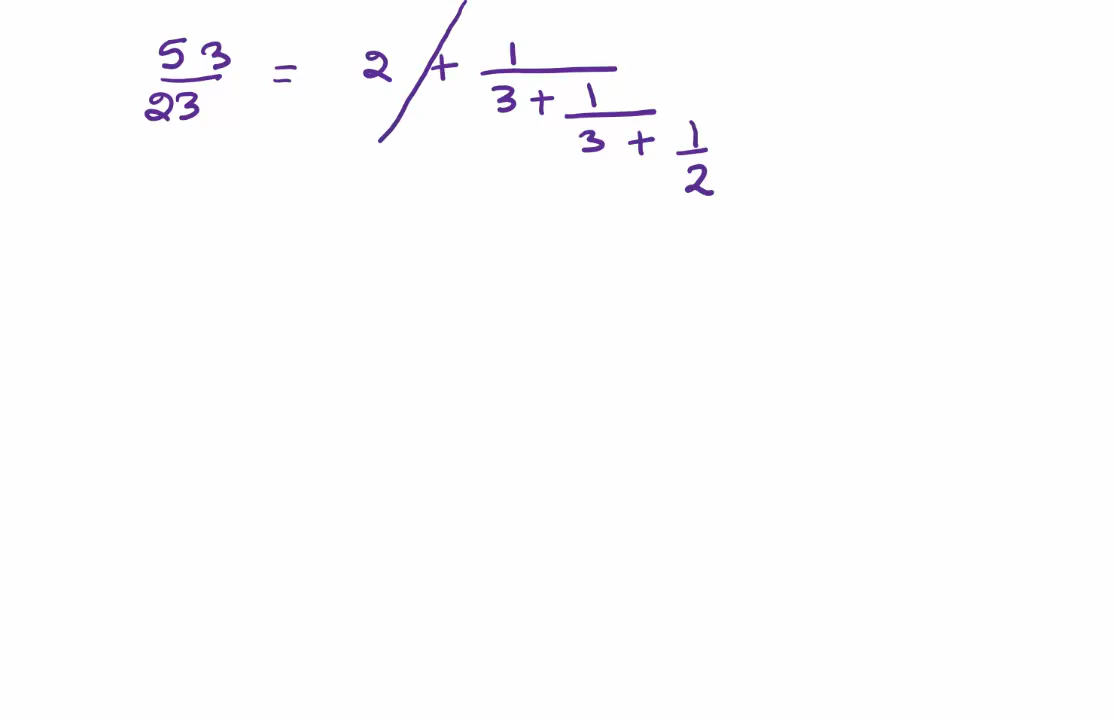 53/23 = 2 + 1/(3 + 1/(3 + 1/2))